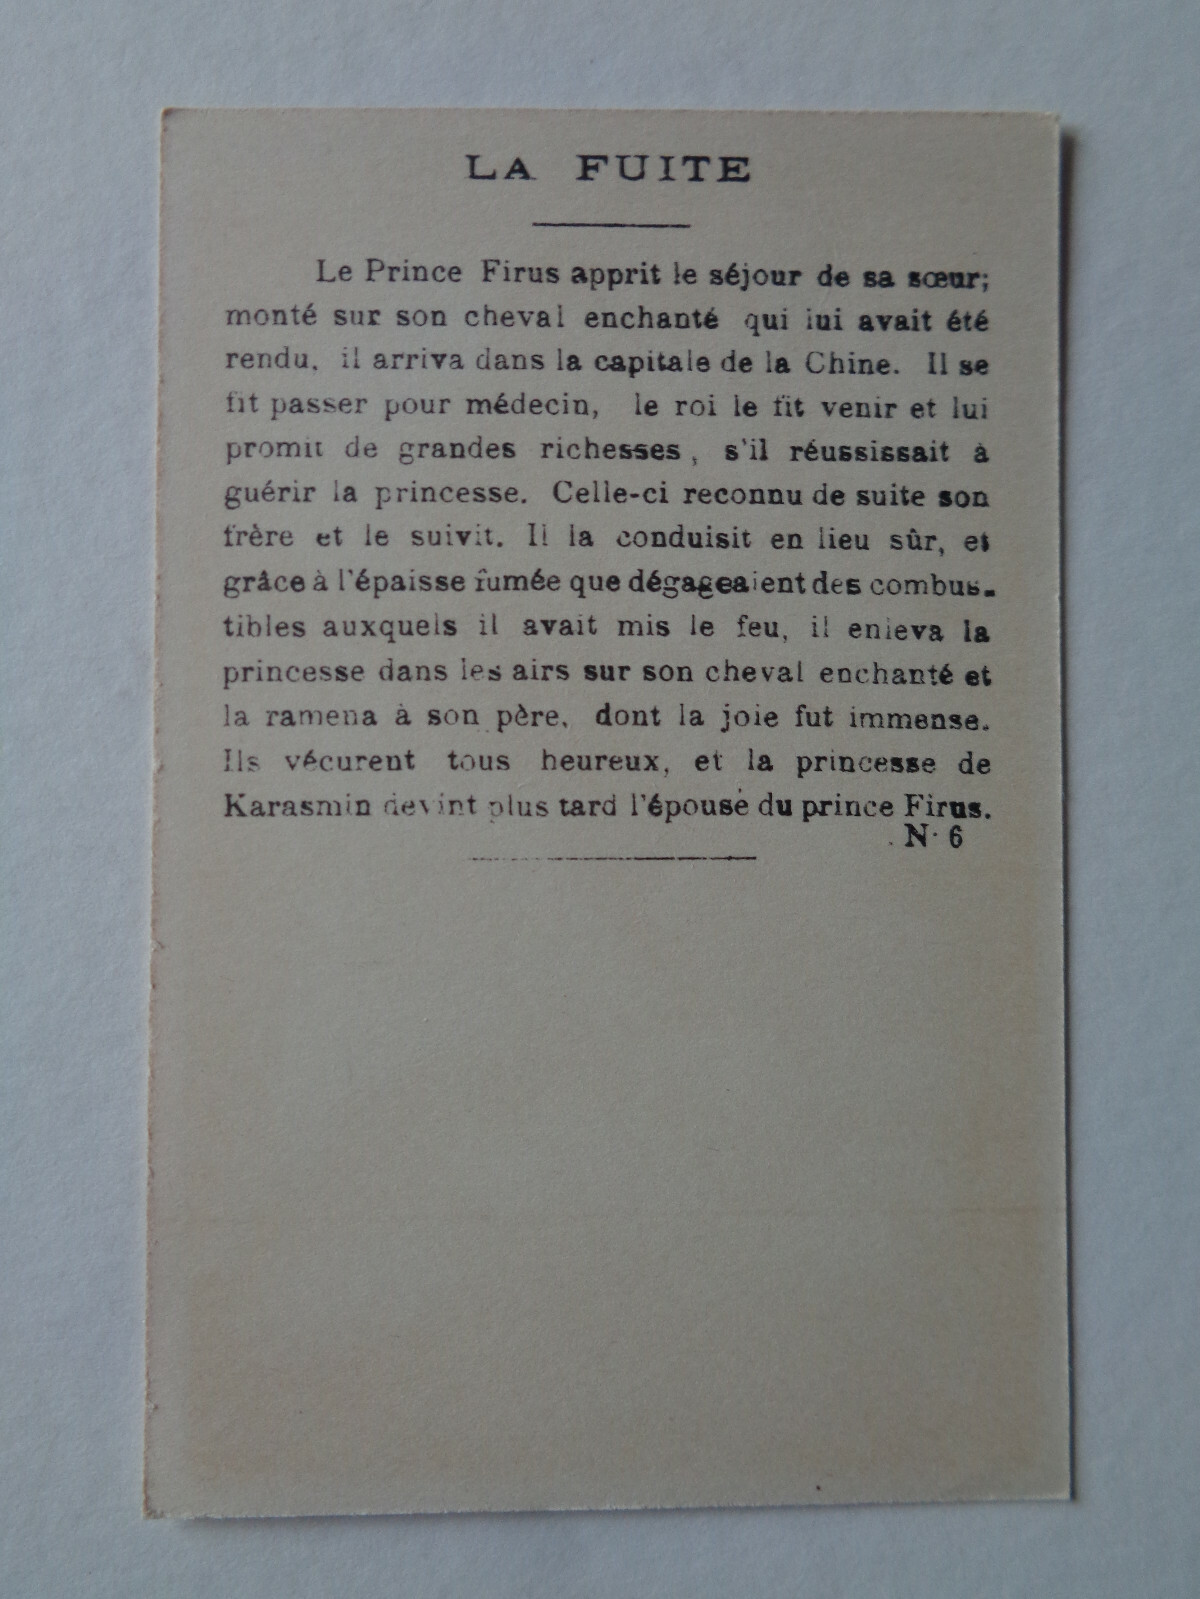 LA FUITE
Le Prince Firus apprit le séjour de sa sœur;
monté sur son cheval enchanté qui lui avait été
rendu, il arriva dans la capitale de la Chine. Il se
fit passer pour médecin, le roi le fit venir et lui
promit de grandes richesses, s'il réussissait à
guérir la princesse. Celle-ci reconnu de suite son
frère et le suivit. Il la conduisit en lieu sûr, et
grâce à l'épaisse fumée que dégageaient des combus-
tibles auxquels il avait mis le feu, il enleva la
princesse dans les airs sur son cheval enchanté et
la ramena à son père, dont la joie fut immense.
Ils vécurent tous heureux, et la princesse de
Karasmin devint plus tard l'épouse du prince Firus.
N· 6